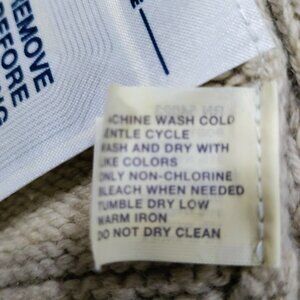 REMOVE
BEFORE
ACHINE WASH COLD
GENTLE CYCLE
WASH AND DRY WITH
LIKE COLORS
ONLY NON-CHLORINE
BLEACH WHEN NEEDED
TUMBLE DRY LOW
WARM IRON
DO NOT DRY CLEAN